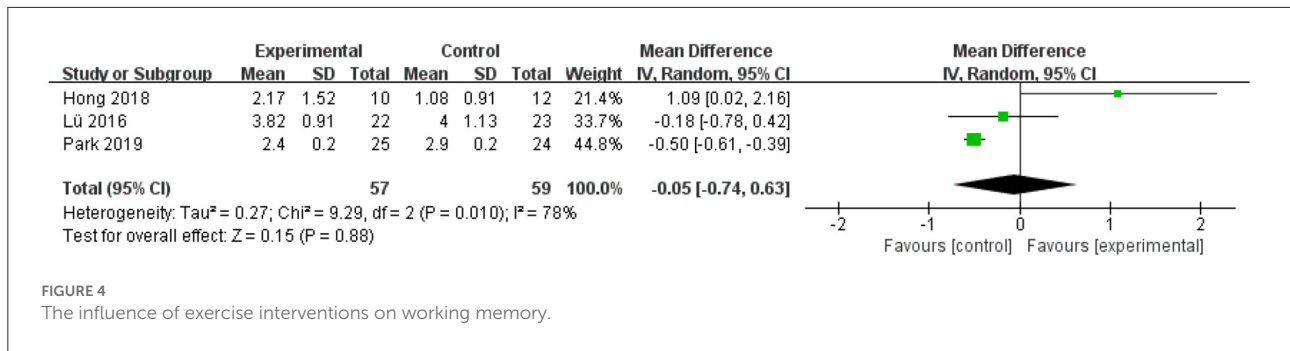 Experimental Control Mean Difference Mean Difference
Study or Subgroup Mean SD Total Mean SD Total Weight IV, Random, 95% CI IV, Random, 95% CI
Hong 2018 2.17 1.52 10 1.08 0.91 12 21.4% 1.09 [0.02, 2.16]
Lü 2016 3.82 0.91 22 4 1.13 23 33.7% -0.18 [-0.78, 0.42]
Park 2019 2.4 0.2 25 2.9 0.2 24 44.8% -0.50 [-0.61, -0.39]
Total (95% CI) 57 59 100.0% -0.05 [-0.74, 0.63]
Heterogeneity: Tau² = 0.27; Chi² = 9.29, df = 2 (P = 0.010); I² = 78%
Test for overall effect: Z = 0.15 (P = 0.88)
-2 -1 0 1 2
Favours [control] Favours [experimental]
FIGURE 4
The influence of exercise interventions on working memory.